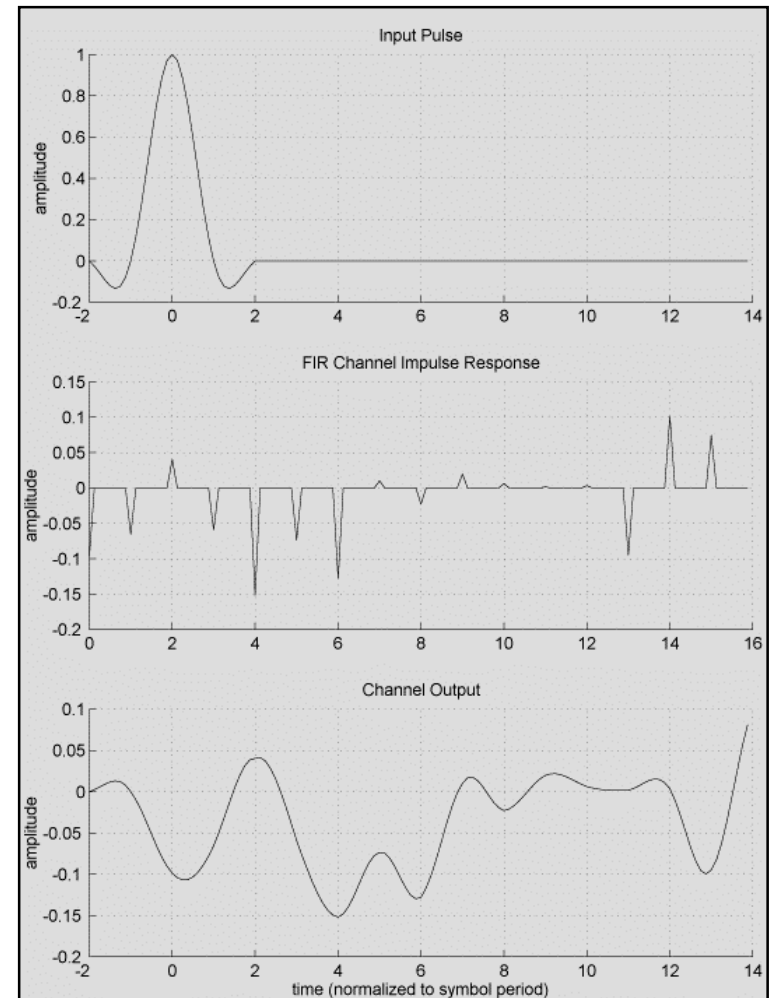 Input Pulse
1
0.8
0.6
0.4
0.2
0
-0.2
amplitude
-2 0 2 4 6 8 10 12 14
FIR Channel Impulse Response
0.15
0.1
0.05
0
-0.05
-0.1
-0.15
-0.2
amplitude
0 2 4 6 8 10 12 14 16
Channel Output
0.1
0.05
0
-0.05
-0.1
-0.15
-0.2
amplitude
-2 0 2 4 6 8 10 12 14
time (normalized to symbol period)